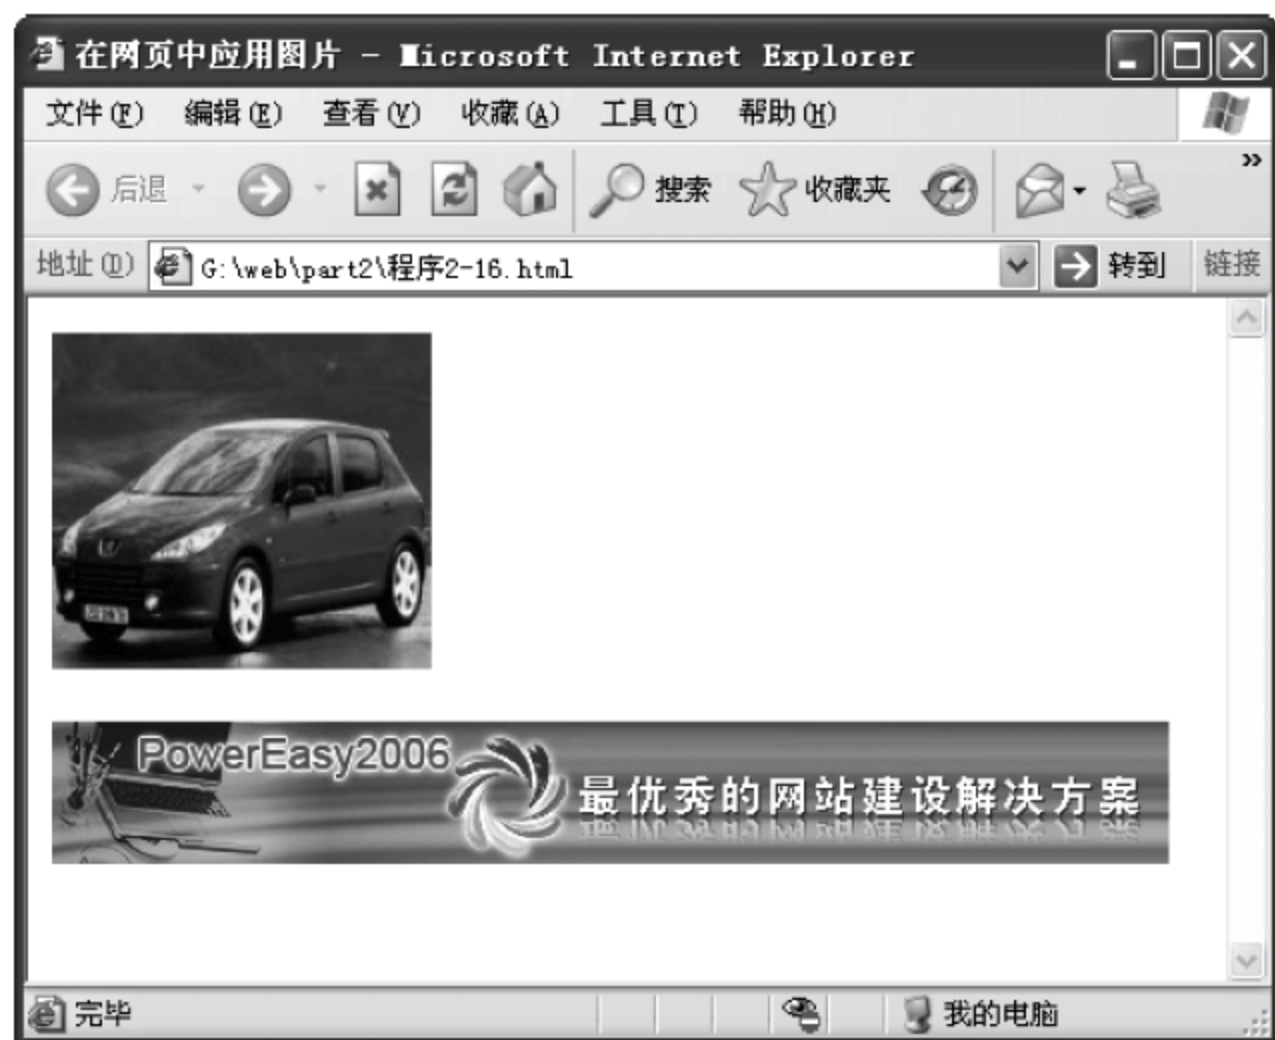 在网页中应用图片 - Microsoft Internet Explorer
文件(F) 编辑(E) 查看(V) 收藏(A) 工具(T) 帮助(H)
后退 搜索 收藏夹 »
地址(D) G:\web\part2\程序2-16.html 转到 链接
PowerEasy2006
最优秀的网站建设解决方案
完毕 我的电脑